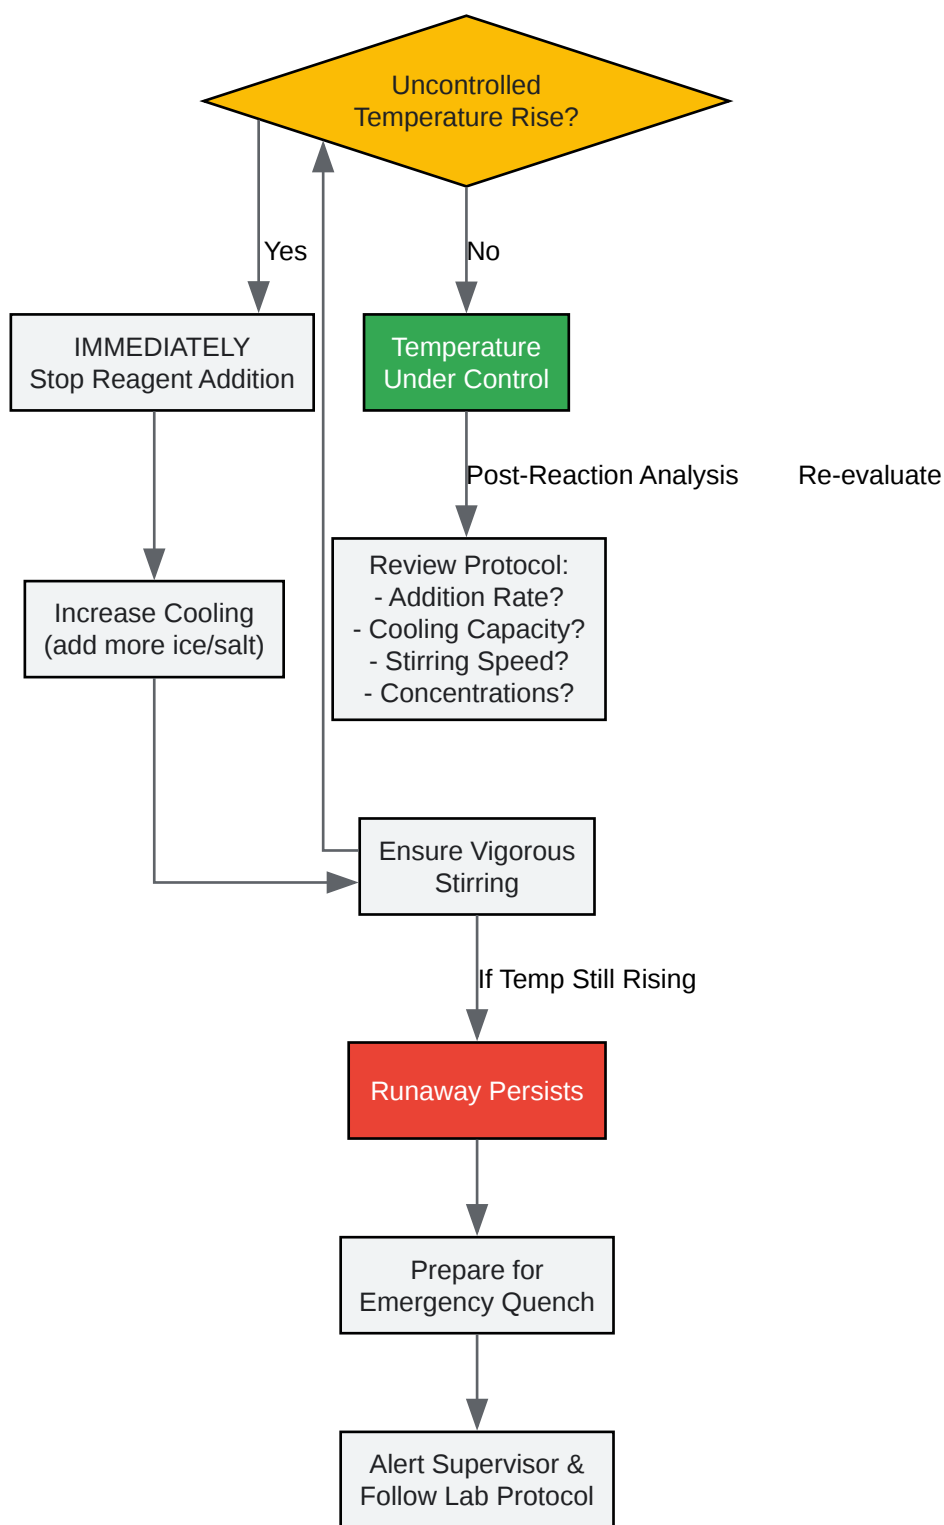 Uncontrolled
Temperature Rise?
Yes
No
IMMEDIATELY
Stop Reagent Addition
Temperature
Under Control
Post-Reaction Analysis
Re-evaluate
Review Protocol:
- Addition Rate?
- Cooling Capacity?
- Stirring Speed?
- Concentrations?
Increase Cooling
(add more ice/salt)
Ensure Vigorous
Stirring
If Temp Still Rising
Runaway Persists
Prepare for
Emergency Quench
Alert Supervisor &
Follow Lab Protocol